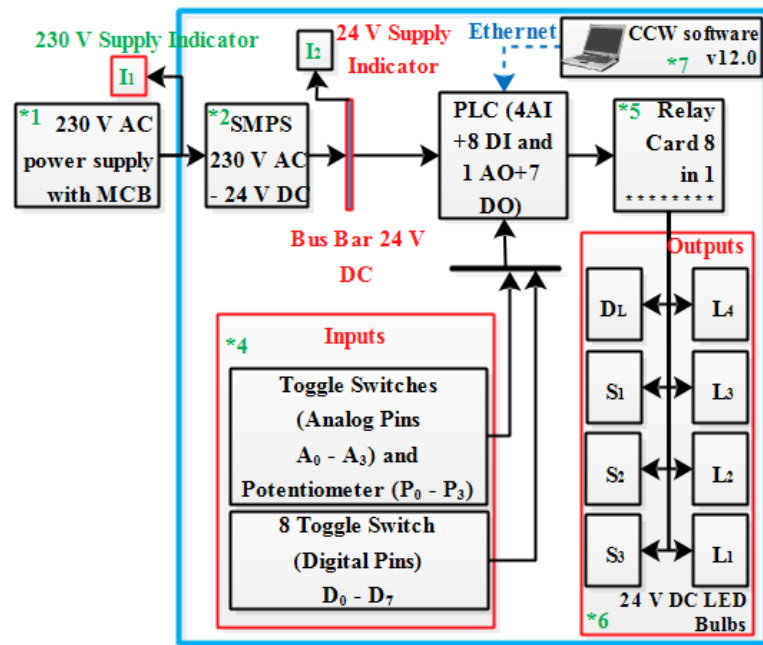 230 V Supply Indicator
I1
24 V Supply
Indicator
I2
Ethernet
CCW software
v12.0
*7
*1
230 V AC
power supply
with MCB
*2
SMPS
230 V AC
- 24 V DC
Bus Bar 24 V
DC
PLC (4AI
+8 DI and
1 AO+7
DO)
*5
Relay
Card 8
in 1
********
Inputs
*4
Toggle Switches
(Analog Pins
A0 - A3) and
Potentiometer (P0 - P3)
8 Toggle Switch
(Digital Pins)
D0 - D7
Outputs
DL
L4
S1
L3
S2
L2
S3
L1
24 V DC LED
Bulbs
*6